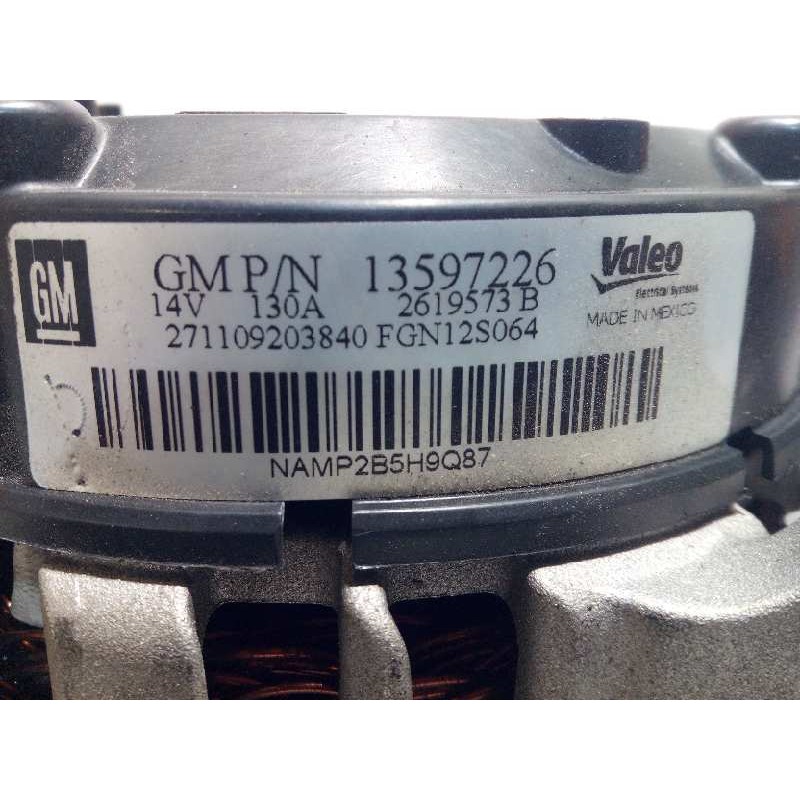 GM
GM P/N 13597226
14V 130A 2619573 B
271109203840 FGN12S064
Valeo
Electrical Systems
MADE IN MEXICO
NAMP2B5H9Q87